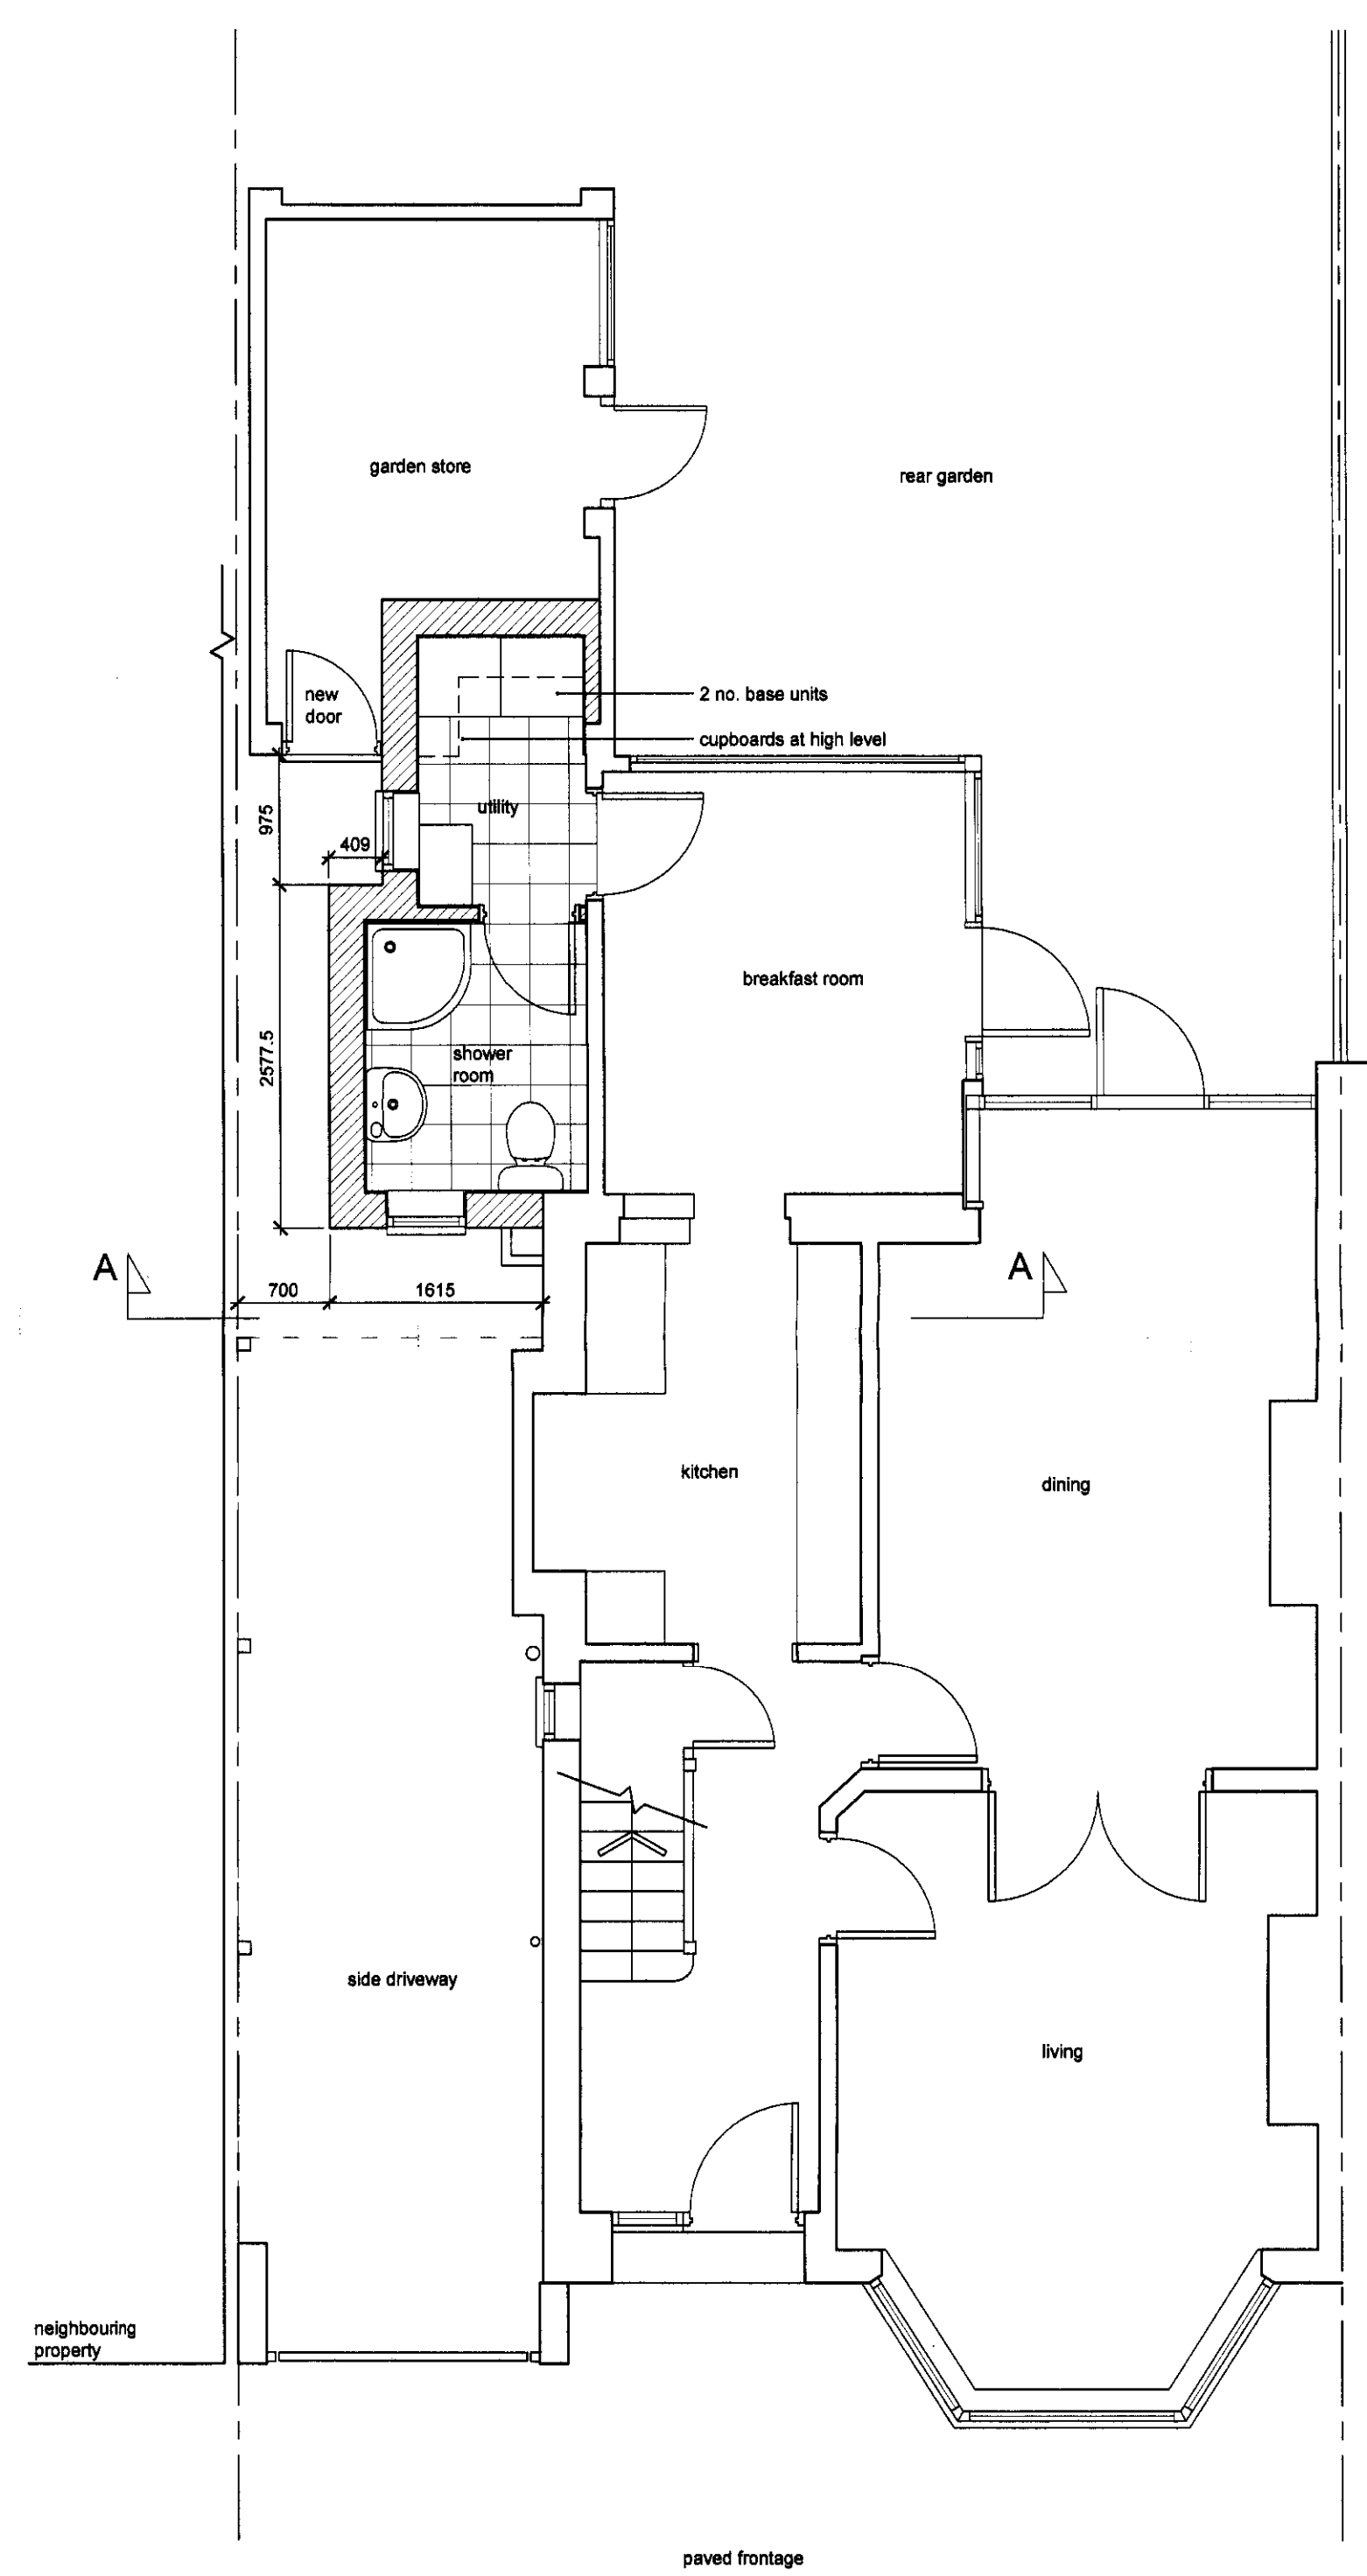 garden store
rear garden
new
door
2 no. base units
cupboards at high level
utility
975
409
breakfast room
2577.5
shower
room
A
A
700
1615
kitchen
dining
side driveway
living
neighbouring
property
paved frontage